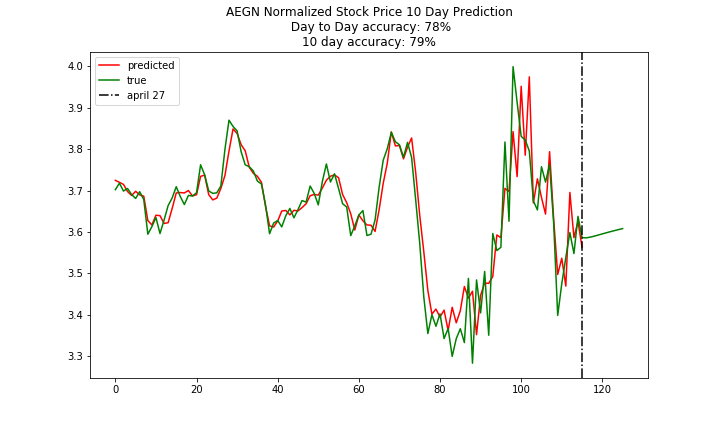 AEGN Normalized Stock Price 10 Day Prediction
Day to Day accuracy: 78%
10 day accuracy: 79%
predicted
true
april 27
4.0
3.9
3.8
3.7
3.6
3.5
3.4
3.3
0 20 40 60 80 100 120